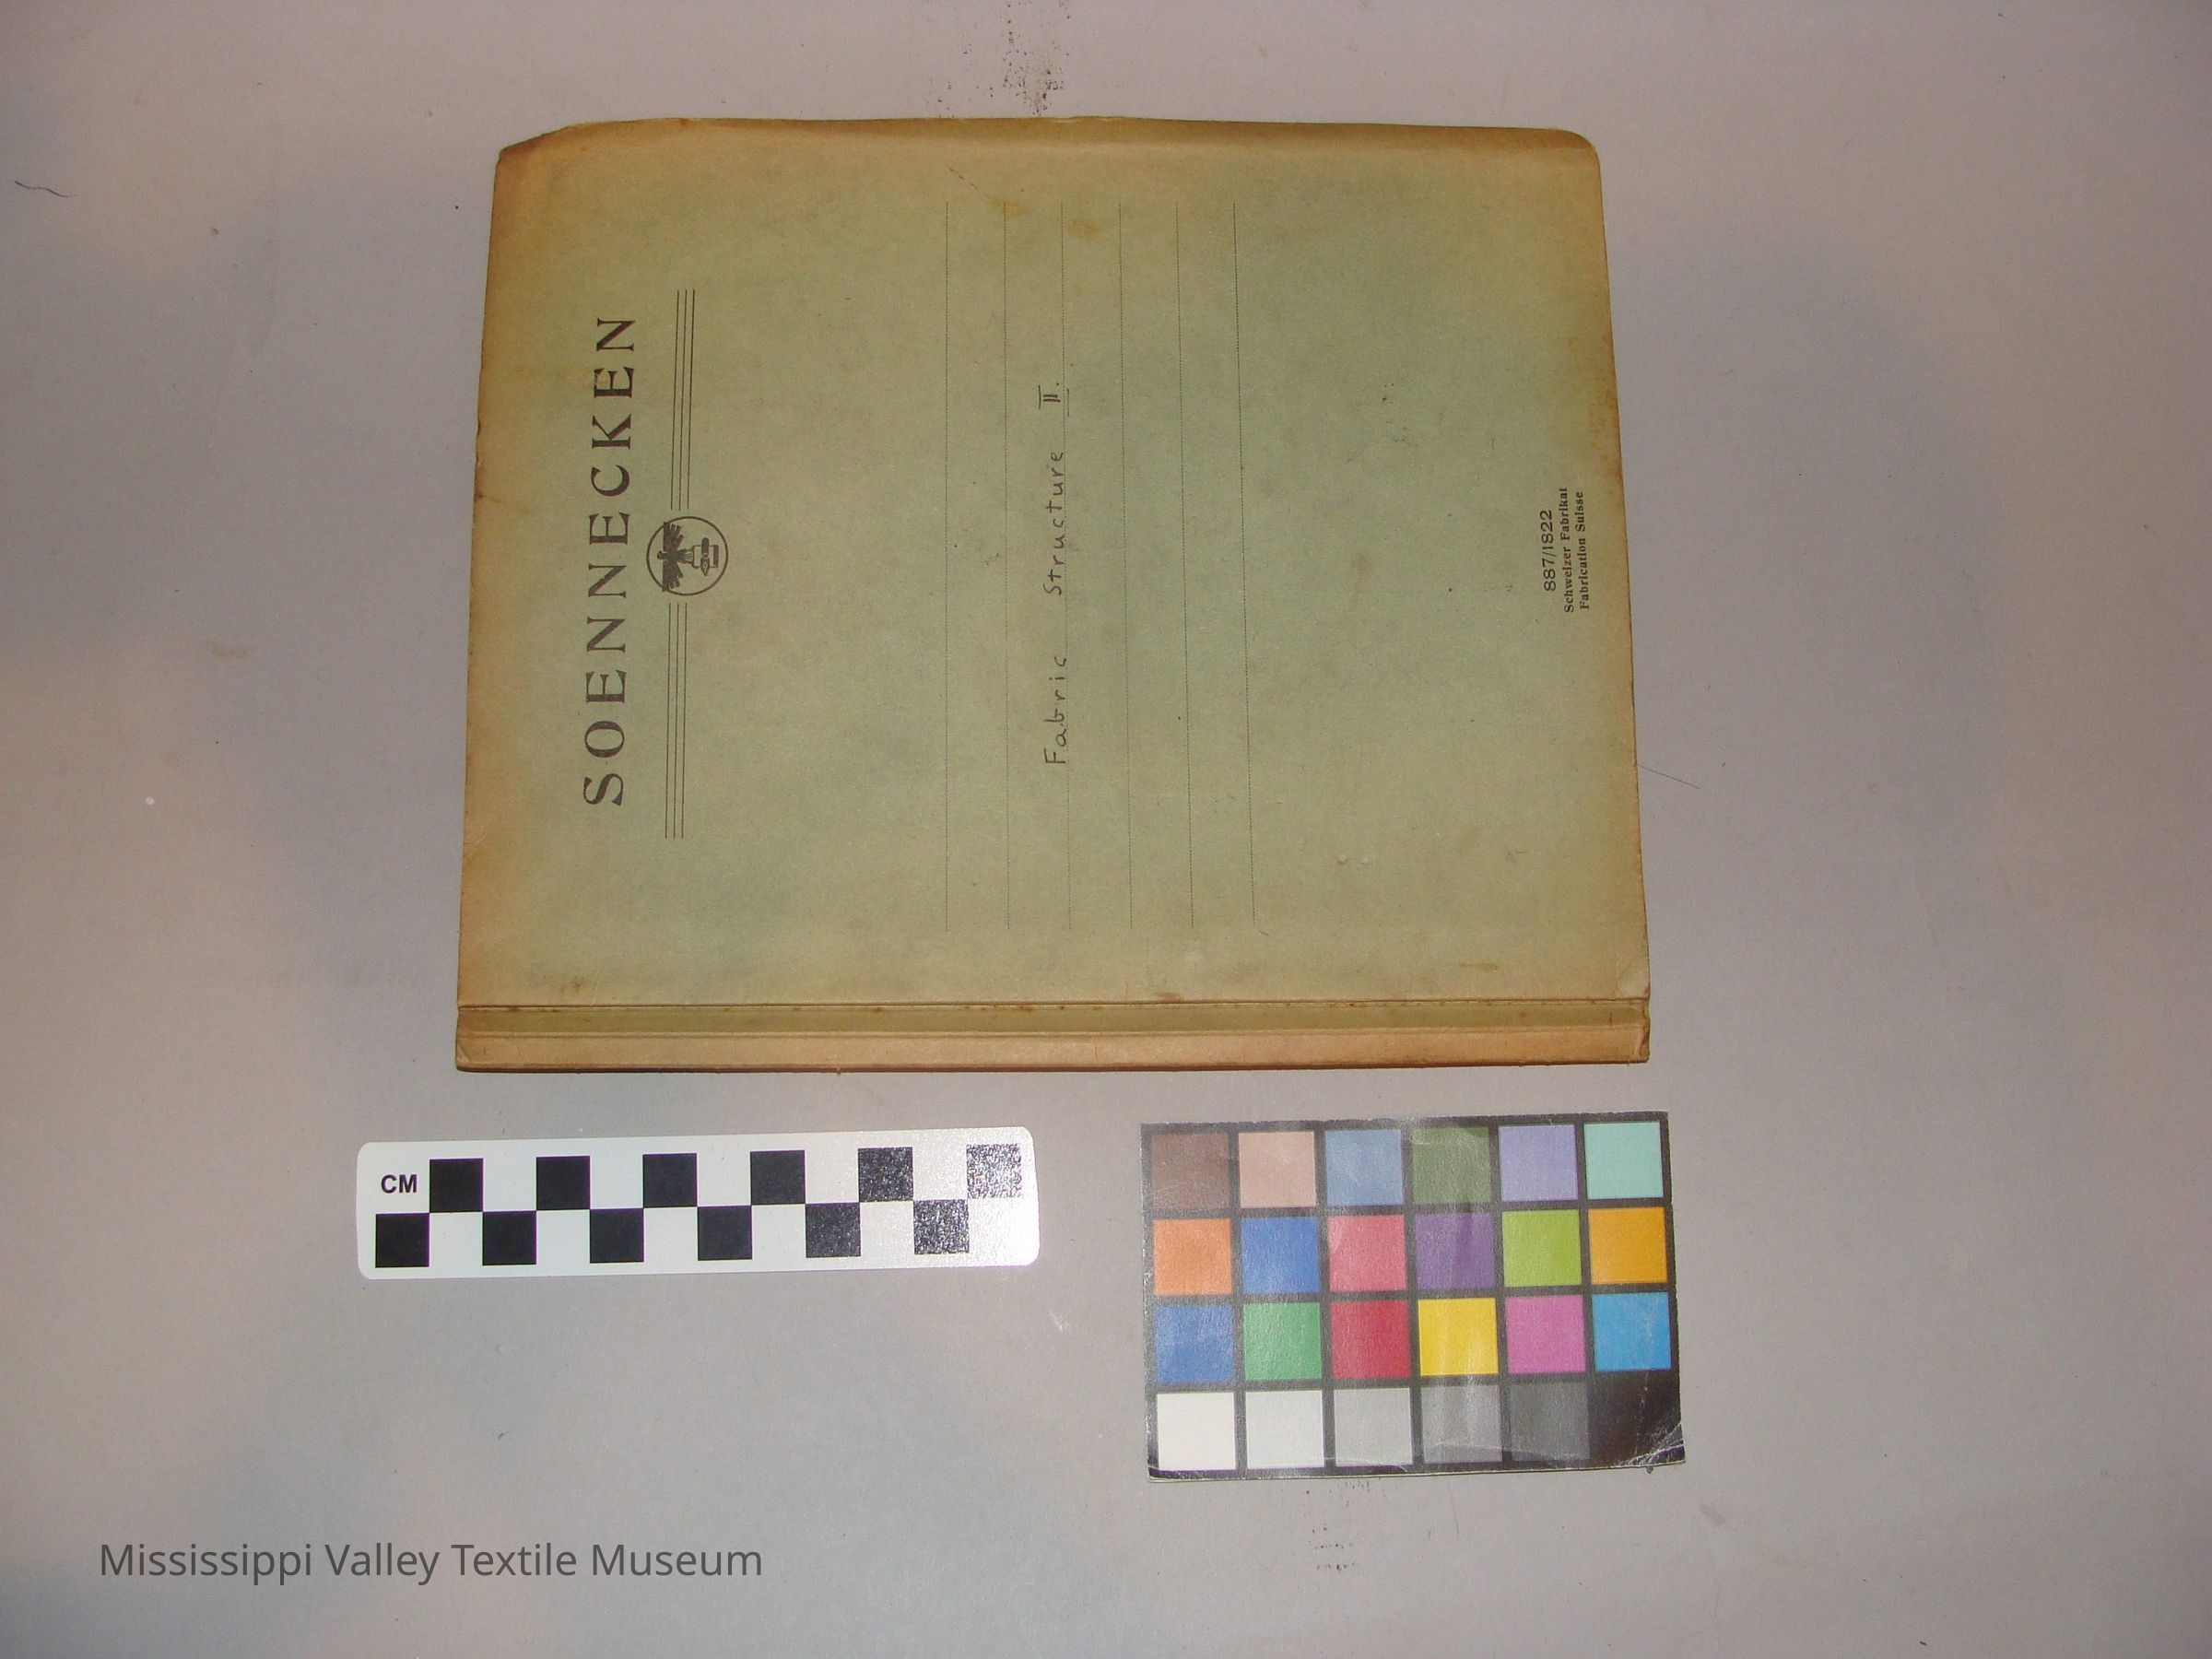 SOENNECKEN
Fabric Structure II.
887/1822
Schweizer Fabrikat
Fabrication Suisse
CM
Mississippi Valley Textile Museum